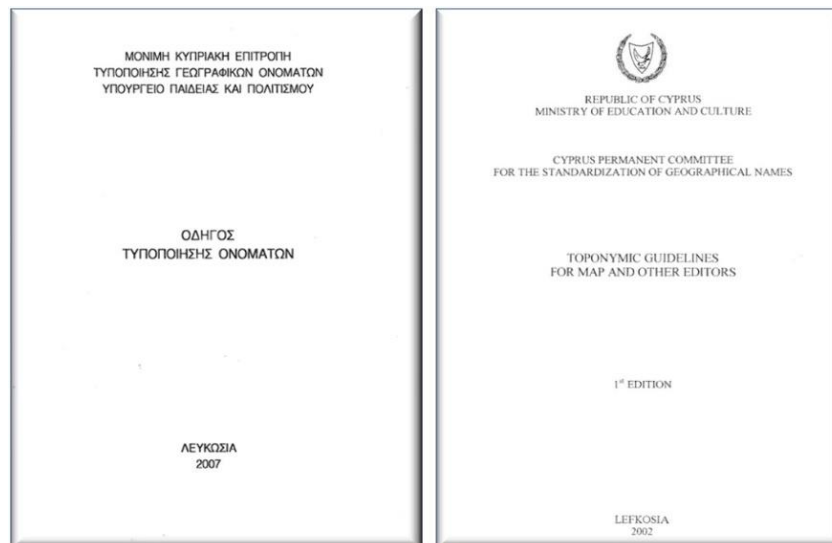 ΜΟΝΙΜΗ ΚΥΠΡΙΑΚΗ ΕΠΙΤΡΟΠΗ
ΤΥΠΟΠΟΙΗΣΗΣ ΓΕΩΓΡΑΦΙΚΩΝ ΟΝΟΜΑΤΩΝ
ΥΠΟΥΡΓΕΙΟ ΠΑΙΔΕΙΑΣ ΚΑΙ ΠΟΛΙΤΙΣΜΟΥ
ΟΔΗΓΟΣ
ΤΥΠΟΠΟΙΗΣΗΣ ΟΝΟΜΑΤΩΝ
ΛΕΥΚΩΣΙΑ
2007
REPUBLIC OF CYPRUS
MINISTRY OF EDUCATION AND CULTURE
CYPRUS PERMANENT COMMITTEE
FOR THE STANDARDIZATION OF GEOGRAPHICAL NAMES
TOPONYMIC GUIDELINES
FOR MAP AND OTHER EDITORS
1st EDITION
LEFKOSIA
2002